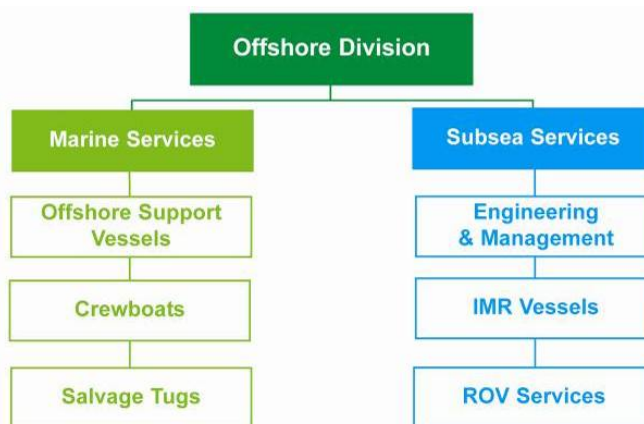 Offshore Division
Marine Services
Offshore Support
Vessels
Crewboats
Salvage Tugs
Subsea Services
Engineering
& Management
IMR Vessels
ROV Services